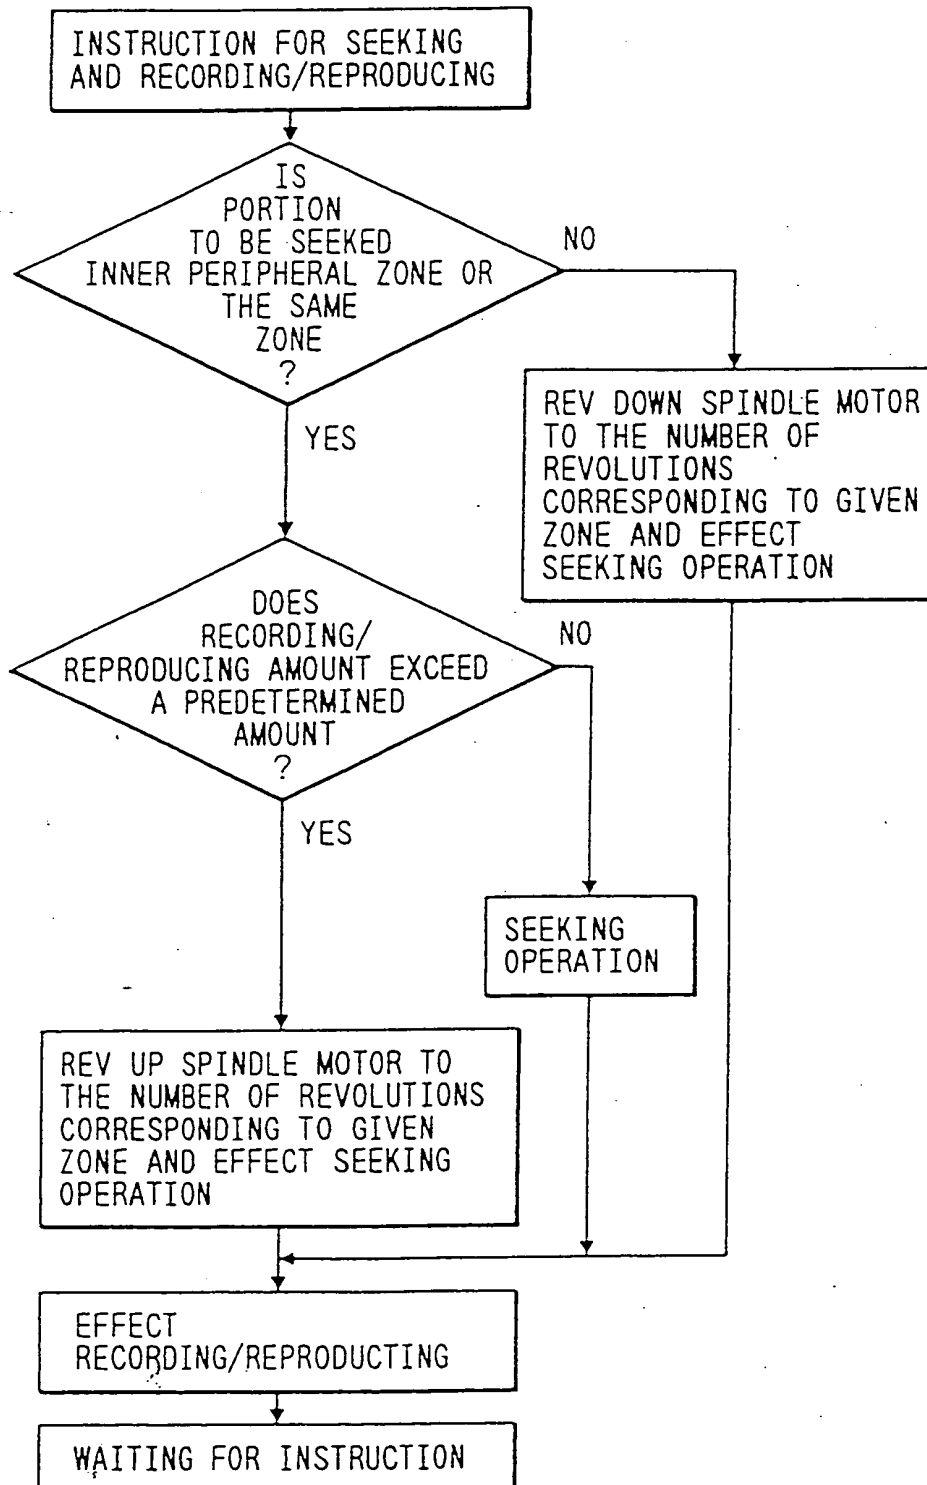 INSTRUCTION FOR SEEKING
AND RECORDING/REPRODUCING
IS
PORTION
TO BE SEEKED
INNER PERIPHERAL ZONE OR
THE SAME
ZONE
?
NO
YES
REV DOWN SPINDLE MOTOR
TO THE NUMBER OF
REVOLUTIONS
CORRESPONDING TO GIVEN
ZONE AND EFFECT
SEEKING OPERATION
DOES
RECORDING/
REPRODUCING AMOUNT EXCEED
A PREDETERMINED
AMOUNT
?
NO
YES
SEEKING
OPERATION
REV UP SPINDLE MOTOR TO
THE NUMBER OF REVOLUTIONS
CORRESPONDING TO GIVEN
ZONE AND EFFECT SEEKING
OPERATION
EFFECT
RECORDING/REPRODUCTING
WAITING FOR INSTRUCTION